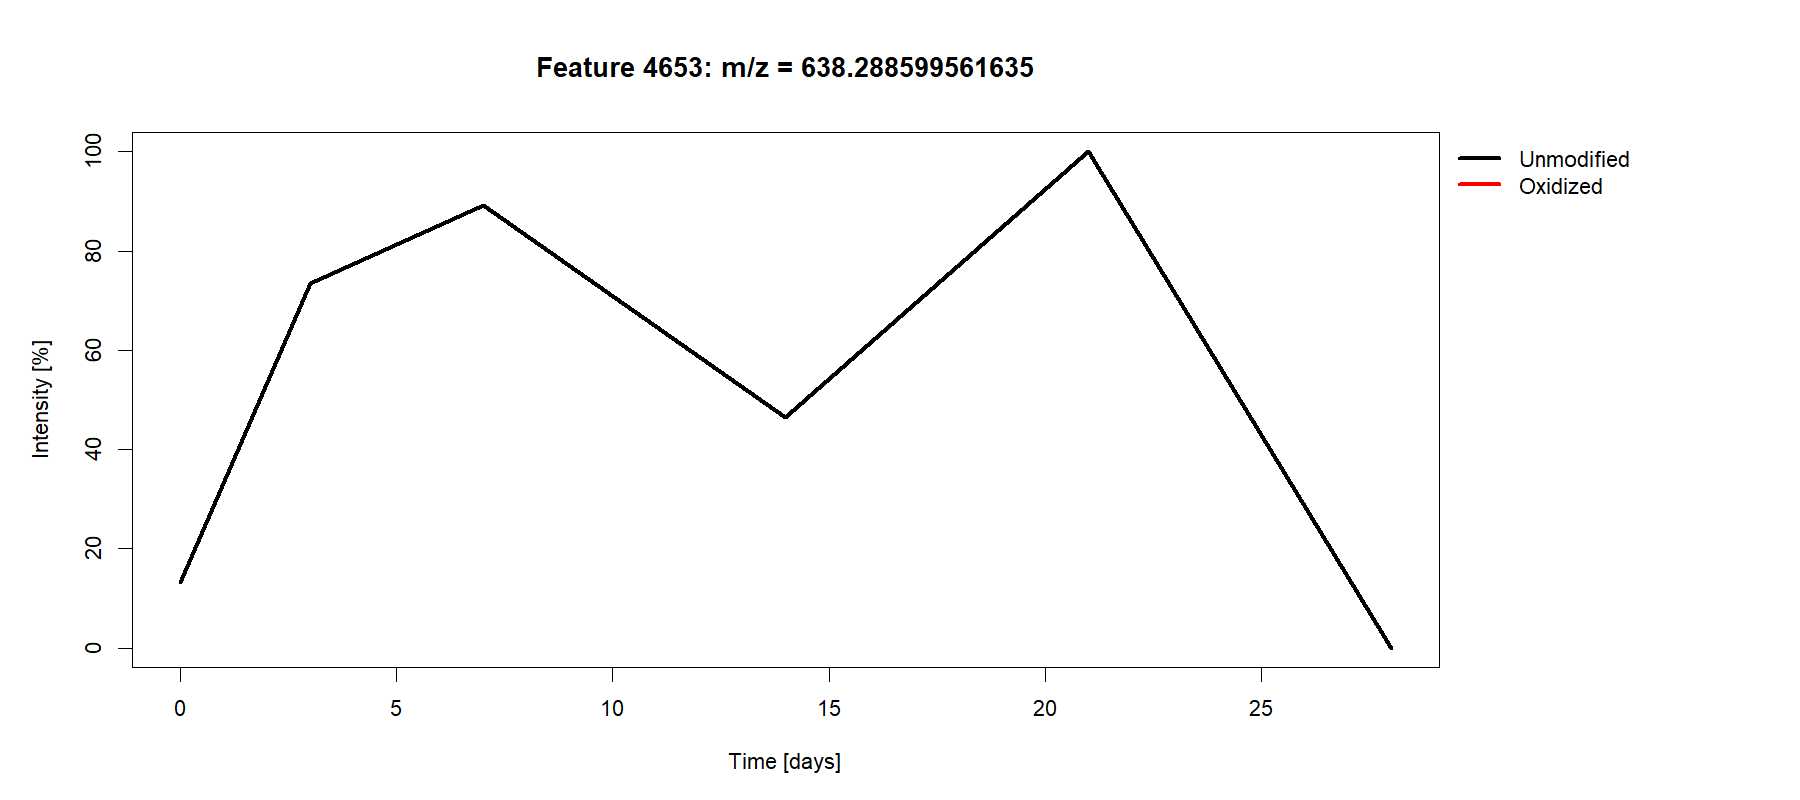 Feature 4653: m/z = 638.288599561635
Unmodified
Oxidized
Intensity [%]
100
80
60
40
20
0
0 5 10 15 20 25
Time [days]